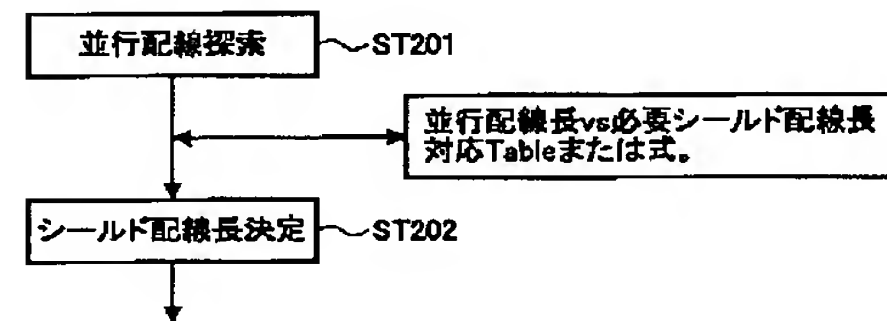 並行配線探索
ST201
並行配線長vs必要シールド配線長
対応Tableまたは式。
シールド配線長決定
ST202